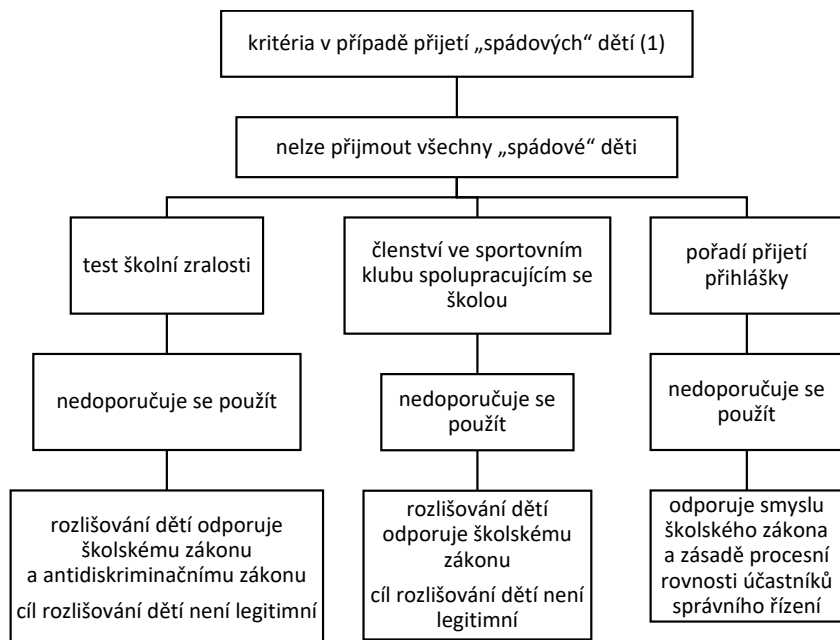 kritéria v případě přijetí „spádových“ dětí (1)
nelze přijmout všechny „spádové“ děti
test školní zralosti
členství ve sportovním
klubu spolupracujícím se
školou
pořadí přijetí
přihlášky
nedoporučuje se použít
nedoporučuje se
použít
nedoporučuje se
použít
rozlišování dětí odporuje
školskému zákonu
a antidiskriminačnímu zákonu
cíl rozlišování dětí není legitimní
rozlišování dětí
odporuje školskému
zákonu
cíl rozlišování dětí není
legitimní
odporuje smyslu
školského zákona
a zásadě procesní
rovnosti účastníků
správního řízení